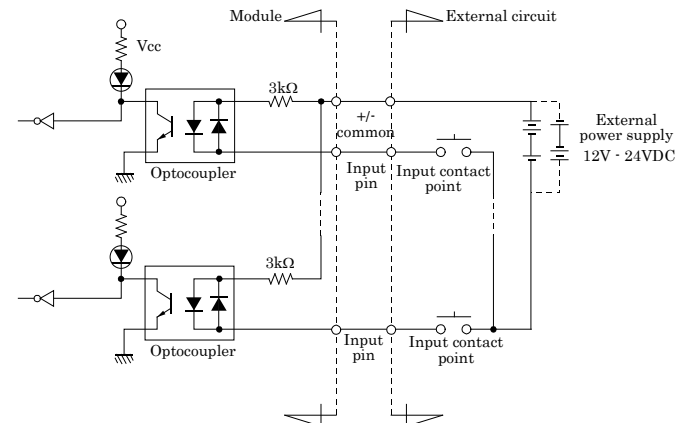 Module
External circuit
Vcc
3kΩ
+/-
common
External
power supply
12V - 24VDC
Optocoupler
Input
pin
Input contact
point
3kΩ
Optocoupler
Input
pin
Input contact
point